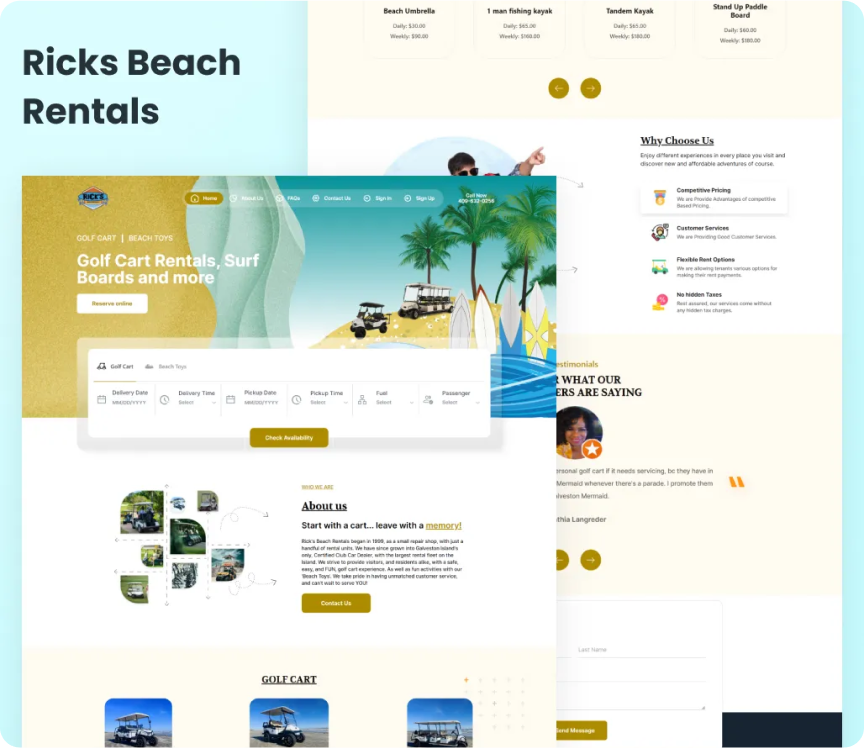 Ricks Beach
Rentals
Beach Umbrella
Daily: $30.00
Weekly: $90.00
1 man fishing kayak
Daily: $65.00
Weekly: $160.00
Tandem Kayak
Daily: $65.00
Weekly: $180.00
Stand Up Paddle
Board
Daily: $60.00
Weekly: $180.00
Why Choose Us
Enjoy different experiences in every place you visit and
discover new and affordable adventures of course.
Competitive Pricing
We are Provide Advantages of competitive
Based Pricing.
Customer Services
We are Providing Good Customer Services.
Flexible Rent Options
We are allowing tenants various options for
making their rent payments.
No hidden Taxes
Rest assured, our services come without
any hidden tax charges.
RICK'S
Home
About Us
FAQs
Contact Us
Sign in
Sign Up
Call Now
409-632-0256
GOLF CART | BEACH TOYS
Golf Cart Rentals, Surf
Boards and more
Reserve online
Golf Cart
Beach Toys
Delivery Date
MM/DD/YYYY
Delivery Time
Select
Pickup Date
MM/DD/YYYY
Pickup Time
Select
Fuel
Select
Passenger
Select
Check Availability
estimonials
R WHAT OUR
ERS ARE SAYING
ersonal golf cart if it needs servicing, bc they have in
Mermaid whenever there's a parade. I promote them
alveston Mermaid.
thia Langreder
WHO WE ARE
About us
Start with a cart... leave with a memory!
Rick's Beach Rentals began in 1999, as a small repair shop, with just a
handful of rental units. We have since grown into Galveston Island's
only, Certified Club Car Dealer, with the largest rental fleet on the
Island. We strive to provide visitors, and residents alike, with a safe,
easy, and FUN, golf cart experience. As well as fun activities with our
'Beach Toys'. We take pride in having unmatched customer service,
and can't wait to serve YOU!
Contact Us
Last Name
Send Message
GOLF CART